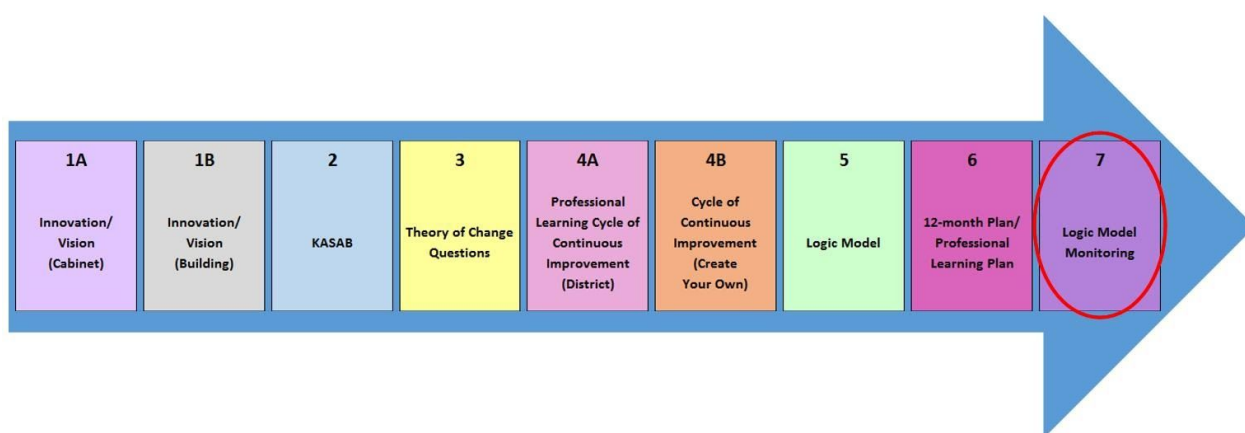 1A
Innovation/
Vision
(Cabinet)
1B
Innovation/
Vision
(Building)
2
KASAB
3
Theory of Change
Questions
4A
Professional
Learning Cycle of
Continuous
Improvement
(District)
4B
Cycle of
Continuous
Improvement
(Create
Your Own)
5
Logic Model
6
12-month Plan/
Professional
Learning Plan
7
Logic Model
Monitoring